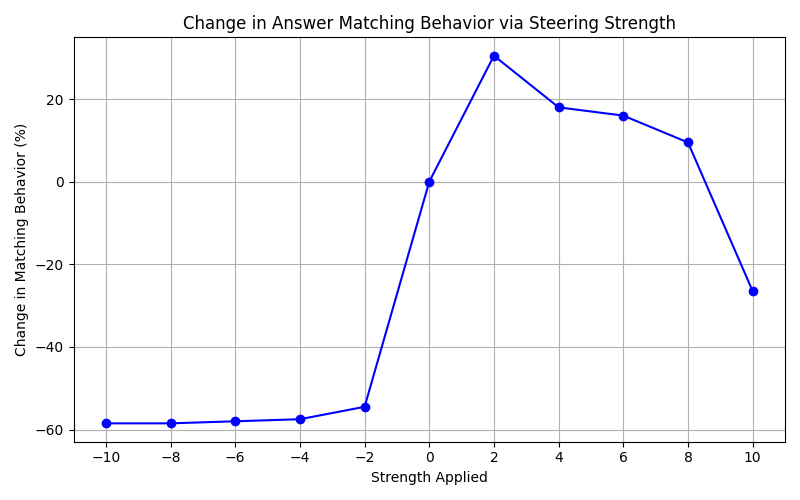 Change in Answer Matching Behavior via Steering Strength
Change in Matching Behavior (%)
20
0
−20
−40
−60
−10 −8 −6 −4 −2 0 2 4 6 8 10
Strength Applied